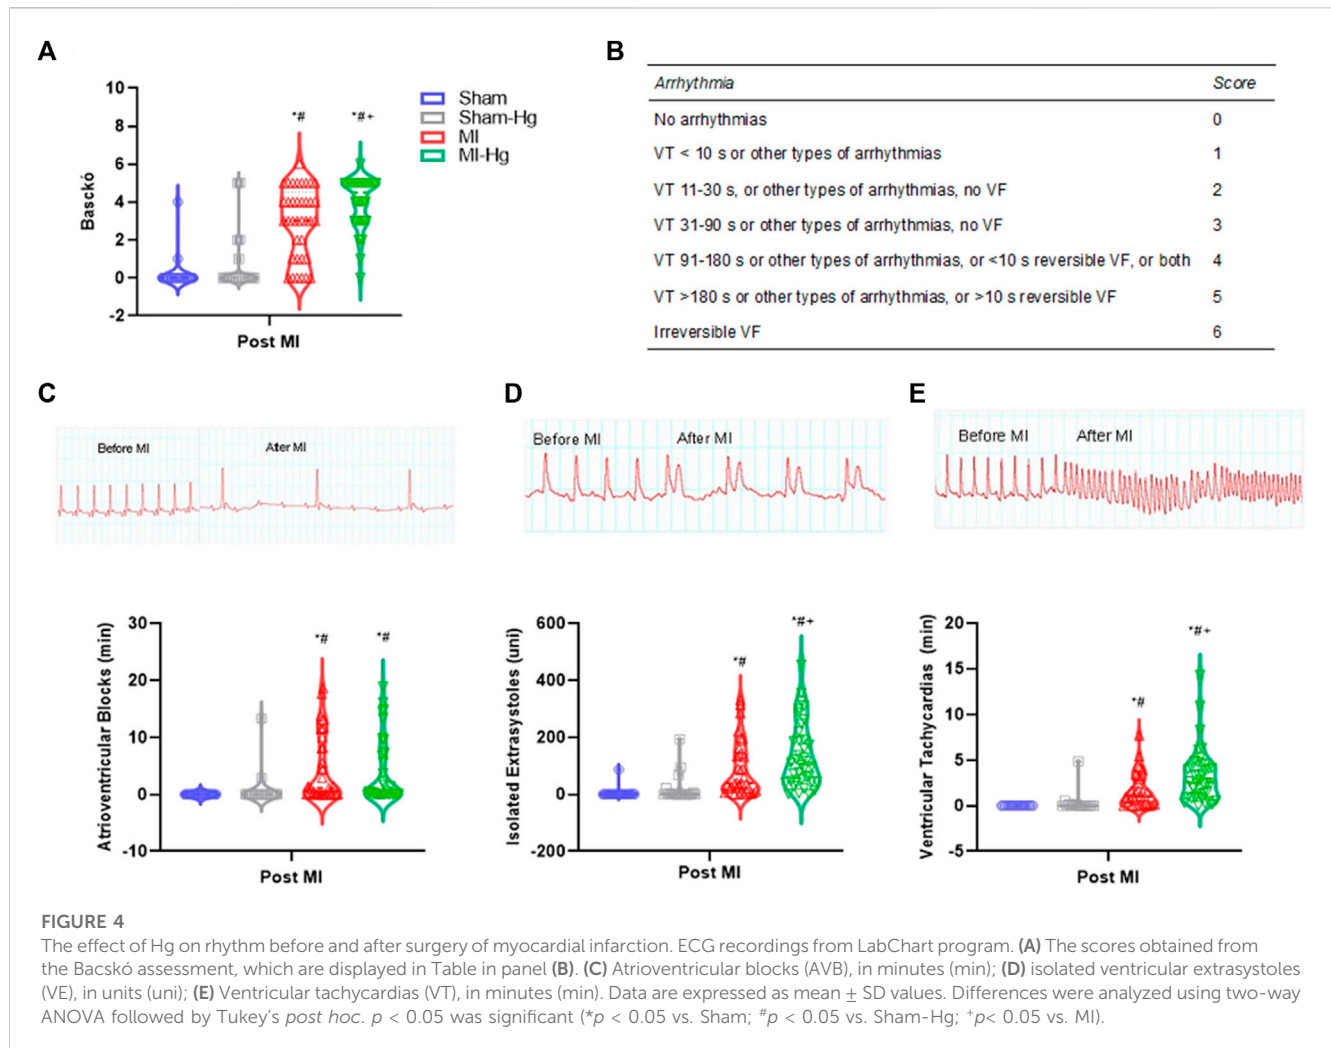 A
10
8
6
4
2
0
-2
Bascкó
*#
*#+
Post MI
Sham
Sham-Hg
MI
MI-Hg
B
Arrhythmia Score
No arrhythmias 0
VT < 10 s or other types of arrhythmias 1
VT 11-30 s, or other types of arrhythmias, no VF 2
VT 31-90 s or other types of arrhythmias, no VF 3
VT 91-180 s or other types of arrhythmias, or <10 s reversible VF, or both 4
VT >180 s or other types of arrhythmias, or >10 s reversible VF 5
Irreversible VF 6
C
Before MI
After MI
Atrioventricular Blocks (min)
30
20
10
0
-10
*#
*#
Post MI
D
Before MI
After MI
Isolated Extrasystoles (uni)
600
400
200
0
-200
*#
*#+
Post MI
E
Before MI
After MI
Ventricular Tachycardias (min)
20
15
10
5
0
-5
*#
*#+
Post MI
FIGURE 4
The effect of Hg on rhythm before and after surgery of myocardial infarction. ECG recordings from LabChart program. (A) The scores obtained from
the Bacskó assessment, which are displayed in Table in panel (B). (C) Atrioventricular blocks (AVB), in minutes (min); (D) isolated ventricular extrasystoles
(VE), in units (uni); (E) Ventricular tachycardias (VT), in minutes (min). Data are expressed as mean ± SD values. Differences were analyzed using two-way
ANOVA followed by Tukey's post hoc. p < 0.05 was significant (*p < 0.05 vs. Sham; #p < 0.05 vs. Sham-Hg; +p< 0.05 vs. MI).